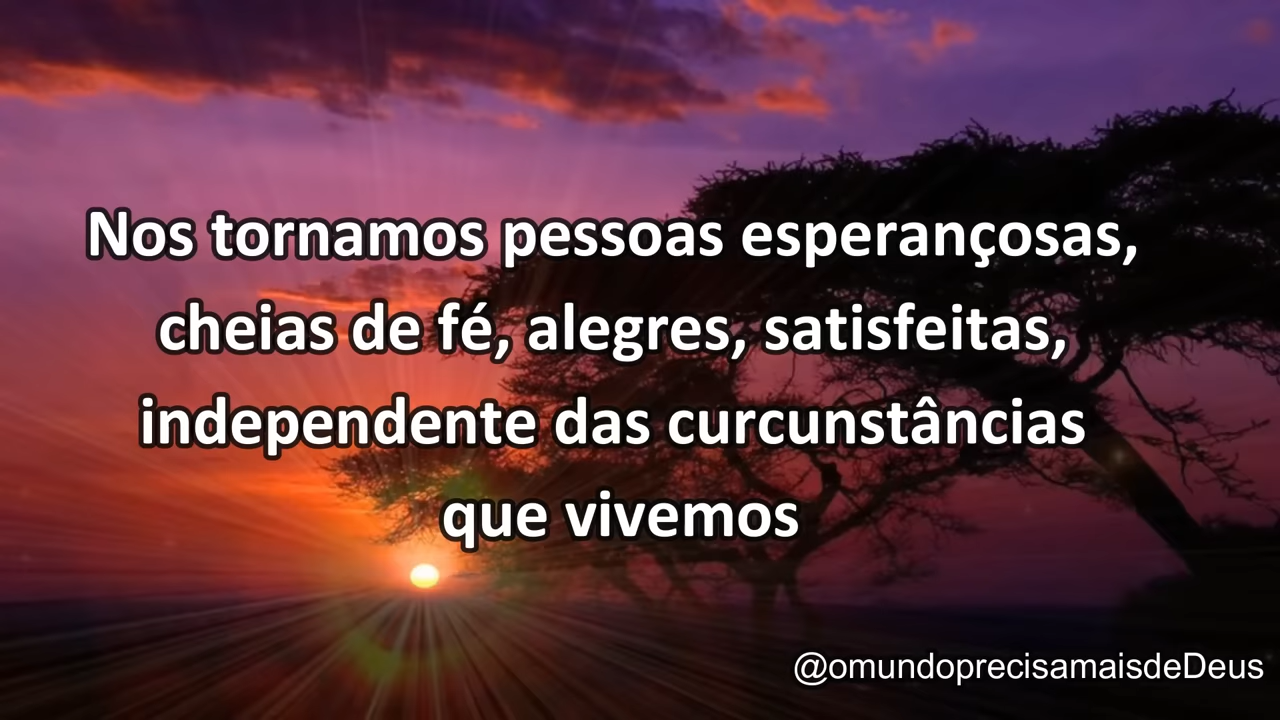 Nos tornamos pessoas esperançosas,
cheias de fé, alegres, satisfeitas,
independente das curcunstâncias
que vivemos
@omundoprecisamaisdeDeus